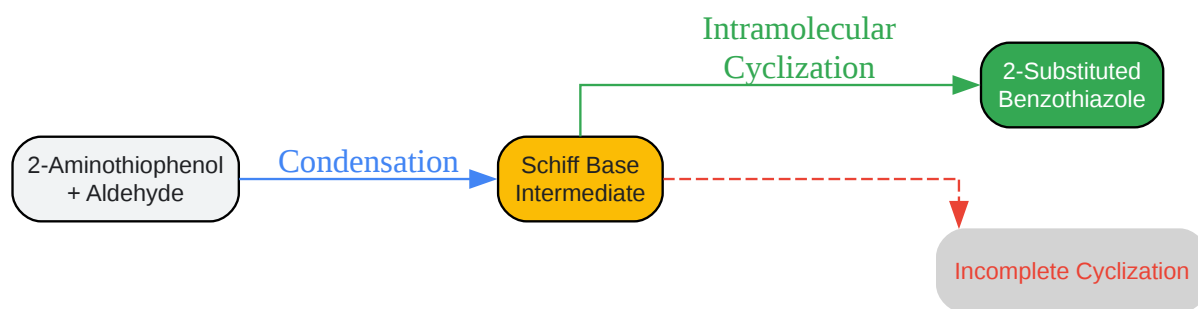 2-Aminothiophenol
+ Aldehyde
Condensation
Schiff Base
Intermediate
Intramolecular
Cyclization
2-Substituted
Benzothiazole
Incomplete Cyclization